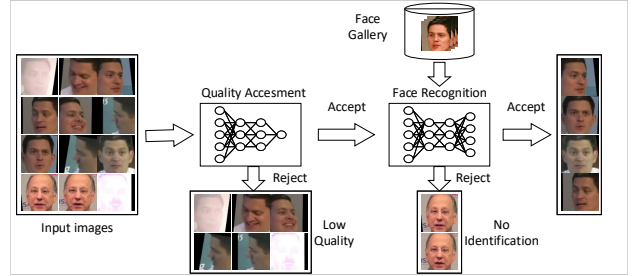 Face
Gallery
Quality Accesment
Accept
Face Recognition
Accept
Reject
Reject
Input images
Low
Quality
No
Identification